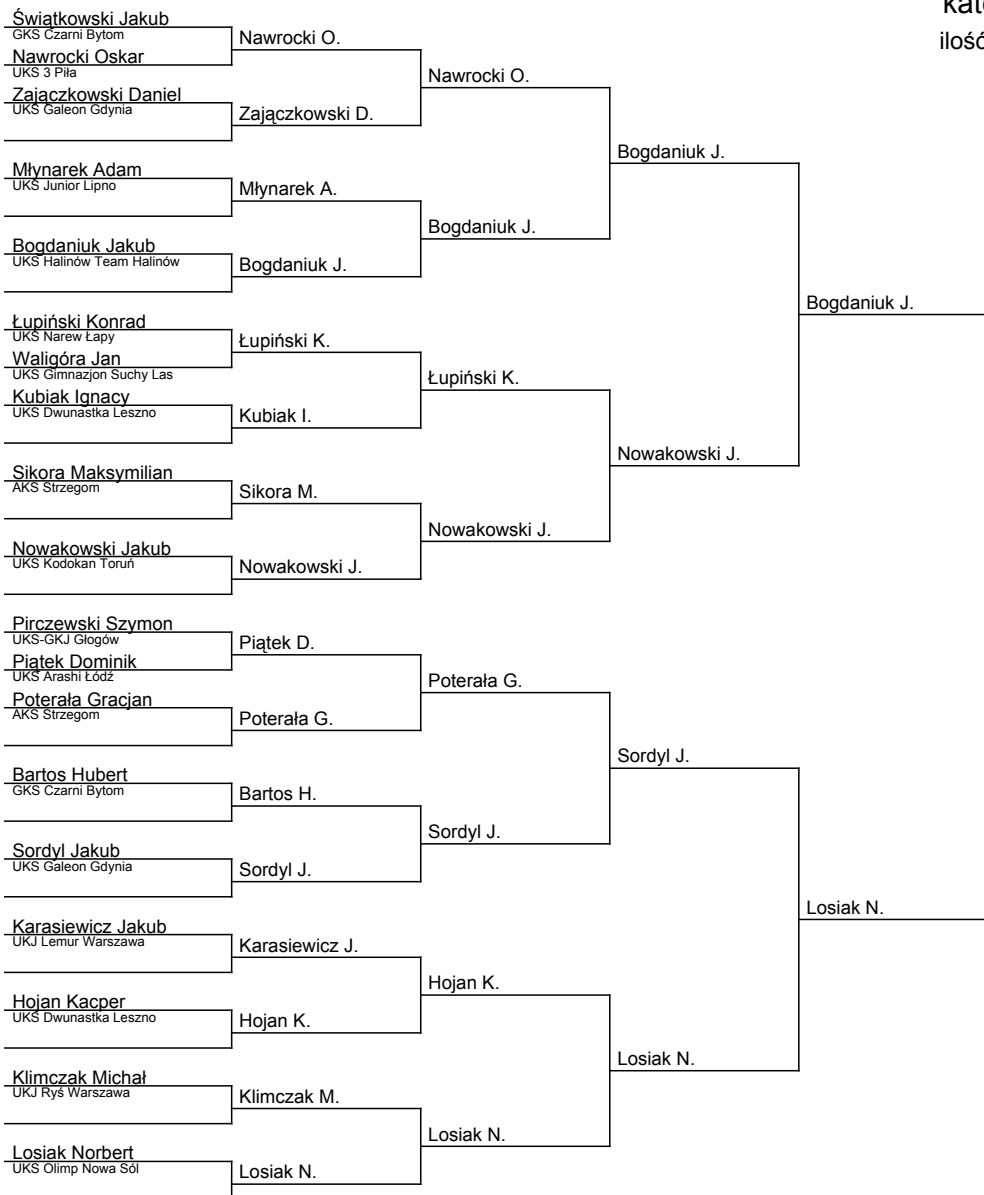 kate
ilość
Świątkowski Jakub
GKS Czarni Bytom
Nawrocki O.
Nawrocki Oskar
UKS 3 Piła
Nawrocki O.
Zajączkowski Daniel
UKS Galeon Gdynia
Zajączkowski D.
Bogdaniuk J.
Młynarek Adam
UKS Junior Lipno
Młynarek A.
Bogdaniuk J.
Bogdaniuk Jakub
UKS Halinów Team Halinów
Bogdaniuk J.
Bogdaniuk J.
Łupiński Konrad
UKS Narew Łapy
Łupiński K.
Waligóra Jan
UKS Gimnazjon Suchy Las
Łupiński K.
Kubiak Ignacy
UKS Dwunastka Leszno
Kubiak I.
Nowakowski J.
Sikora Maksymilian
AKS Strzegom
Sikora M.
Nowakowski J.
Nowakowski Jakub
UKS Kodokan Toruń
Nowakowski J.
Pirczewski Szymon
UKS-GKJ Głogów
Piątek D.
Piątek Dominik
UKS Arashi Łódź
Poterała G.
Poterała Gracjan
AKS Strzegom
Poterała G.
Sordyl J.
Bartos Hubert
GKS Czarni Bytom
Bartos H.
Sordyl J.
Sordyl Jakub
UKS Galeon Gdynia
Sordyl J.
Losiak N.
Karasiewicz Jakub
UKJ Lemur Warszawa
Karasiewicz J.
Hojan K.
Hojan Kacper
UKS Dwunastka Leszno
Hojan K.
Losiak N.
Klimczak Michał
UKJ Ryś Warszawa
Klimczak M.
Losiak N.
Losiak Norbert
UKS Olimp Nowa Sól
Losiak N.